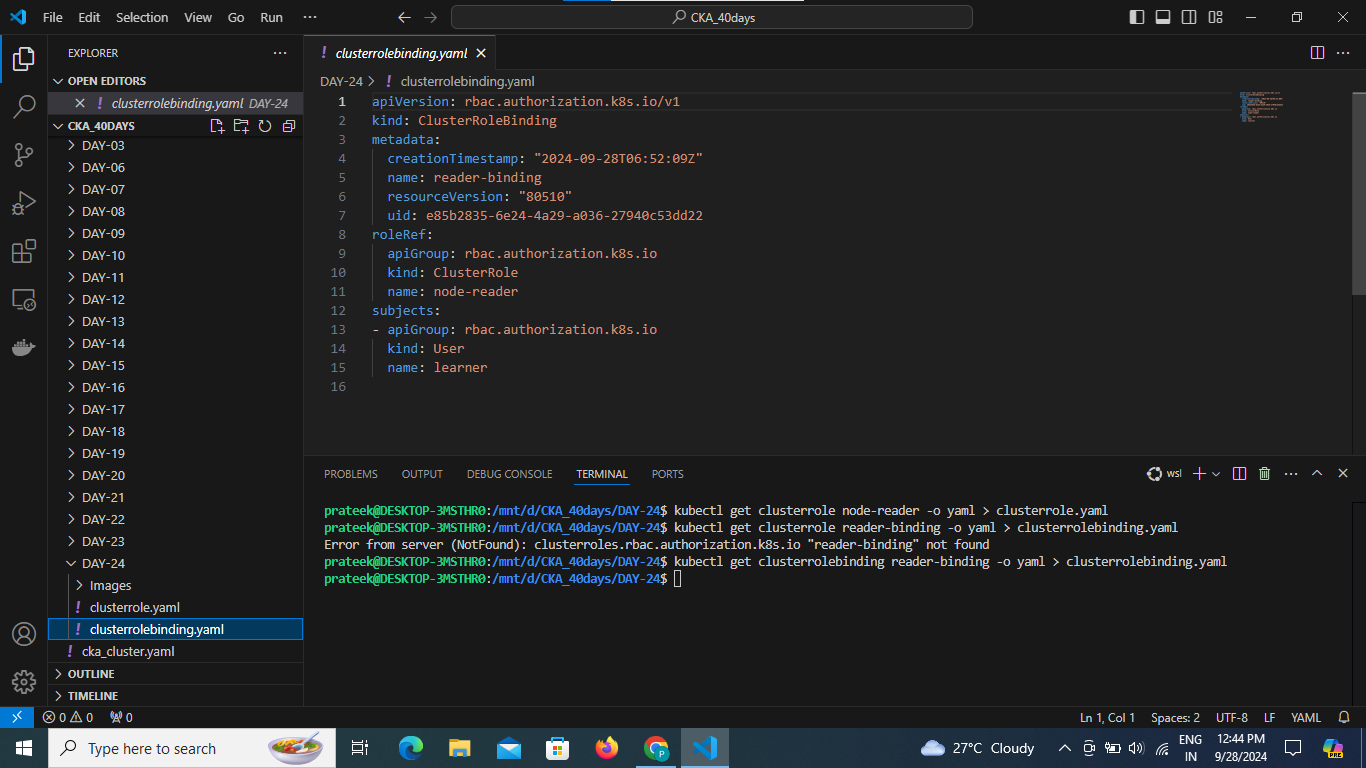 File Edit Selection View Go Run ··· CKA_40days
EXPLORER ···
OPEN EDITORS
! clusterrolebinding.yaml DAY-24
CKA_40DAYS
DAY-03
DAY-06
DAY-07
DAY-08
DAY-09
DAY-10
DAY-11
DAY-12
DAY-13
DAY-14
DAY-15
DAY-16
DAY-17
DAY-18
DAY-19
DAY-20
DAY-21
DAY-22
DAY-23
DAY-24
Images
! clusterrole.yaml
! clusterrolebinding.yaml
! cka_cluster.yaml
OUTLINE
TIMELINE
! clusterrolebinding.yaml
DAY-24 > ! clusterrolebinding.yaml
1 apiVersion: rbac.authorization.k8s.io/v1
2 kind: ClusterRoleBinding
3 metadata:
4   creationTimestamp: "2024-09-28T06:52:09Z"
5   name: reader-binding
6   resourceVersion: "80510"
7   uid: e85b2835-6e24-4a29-a036-27940c53dd22
8 roleRef:
9   apiGroup: rbac.authorization.k8s.io
10   kind: ClusterRole
11   name: node-reader
12 subjects:
13 - apiGroup: rbac.authorization.k8s.io
14   kind: User
15   name: learner
16
PROBLEMS OUTPUT DEBUG CONSOLE TERMINAL PORTS wsl
prateek@DESKTOP-3MSTHR0:/mnt/d/CKA_40days/DAY-24$ kubectl get clusterrole node-reader -o yaml > clusterrole.yaml
prateek@DESKTOP-3MSTHR0:/mnt/d/CKA_40days/DAY-24$ kubectl get clusterrole reader-binding -o yaml > clusterrolebinding.yaml
Error from server (NotFound): clusterroles.rbac.authorization.k8s.io "reader-binding" not found
prateek@DESKTOP-3MSTHR0:/mnt/d/CKA_40days/DAY-24$ kubectl get clusterrolebinding reader-binding -o yaml > clusterrolebinding.yaml
prateek@DESKTOP-3MSTHR0:/mnt/d/CKA_40days/DAY-24$
0 0 0 Ln 1, Col 1 Spaces: 2 UTF-8 LF YAML
Type here to search 27°C Cloudy ENG IN 12:44 PM 9/28/2024 PRE